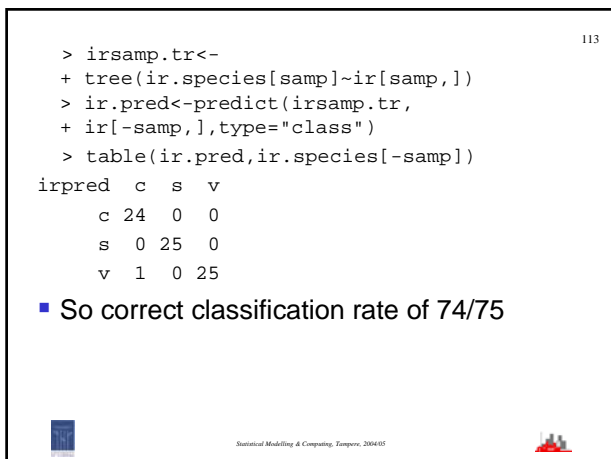 113
> irsamp.tr<-
+ tree(ir.species[samp]~ir[samp,])
> ir.pred<-predict(irsamp.tr,
+ ir[-samp,],type="class")
> table(ir.pred,ir.species[-samp])
irpred c s v
c 24 0 0
s 0 25 0
v 1 0 25
▪ So correct classification rate of 74/75
Statistical Modelling & Computing, Tampere, 2004/05